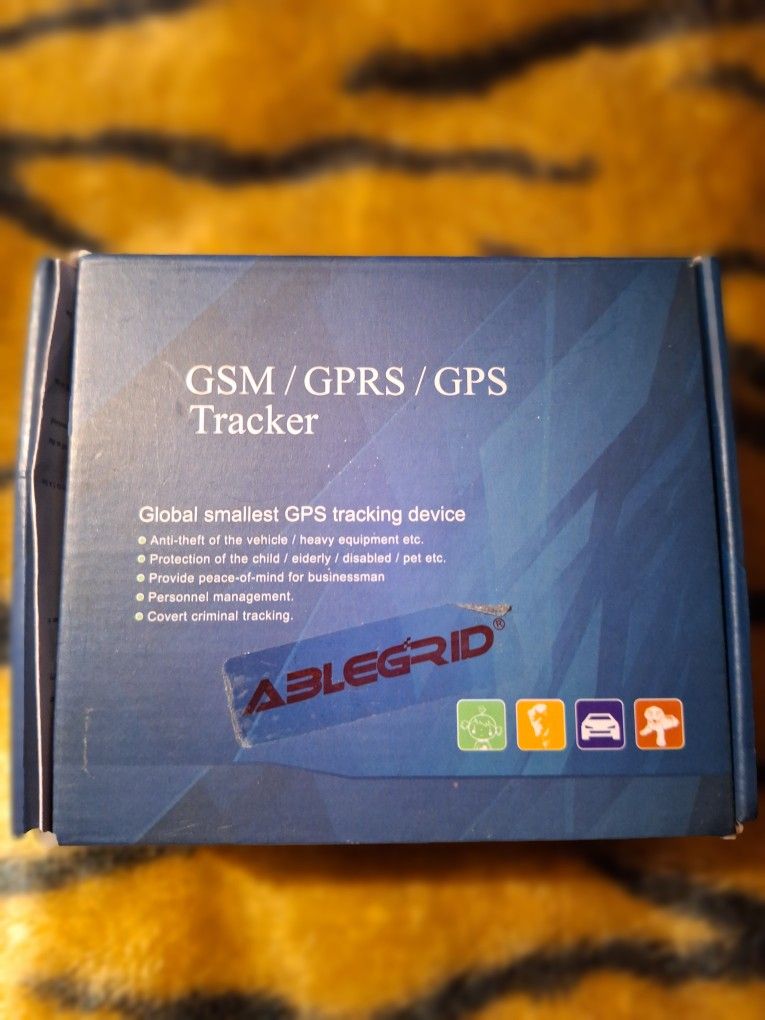 GSM / GPRS / GPS
Tracker
Global smallest GPS tracking device
Anti-theft of the vehicle / heavy equipment etc.
Protection of the child / eiderly / disabled / pet etc.
Provide peace-of-mind for businessman
Personnel management.
Covert criminal tracking.
ABLEGRID®